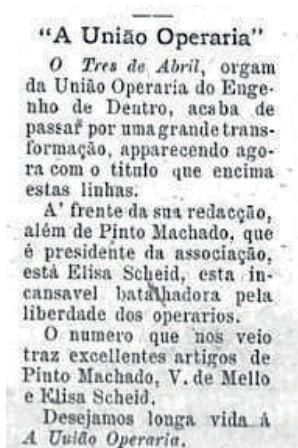 "A União Operaria"
O Tres de Abril, orgam
da União Operaria do Enge-
nho de Dentro, acaba de
passar por uma grande trans-
formação, apparecendo ago-
ra com o titulo que encima
estas linhas.
A' frente da sua redacção,
além de Pinto Machado, que
é presidente da associação,
está Elisa Scheid, esta in-
cansavel batalhadora pela
liberdade dos operarios.
O numero que nos veio
traz excellentes artigos de
Pinto Machado, V. de Mello
e Elisa Scheid.
Desejamos longa vida á
A União Operaria.